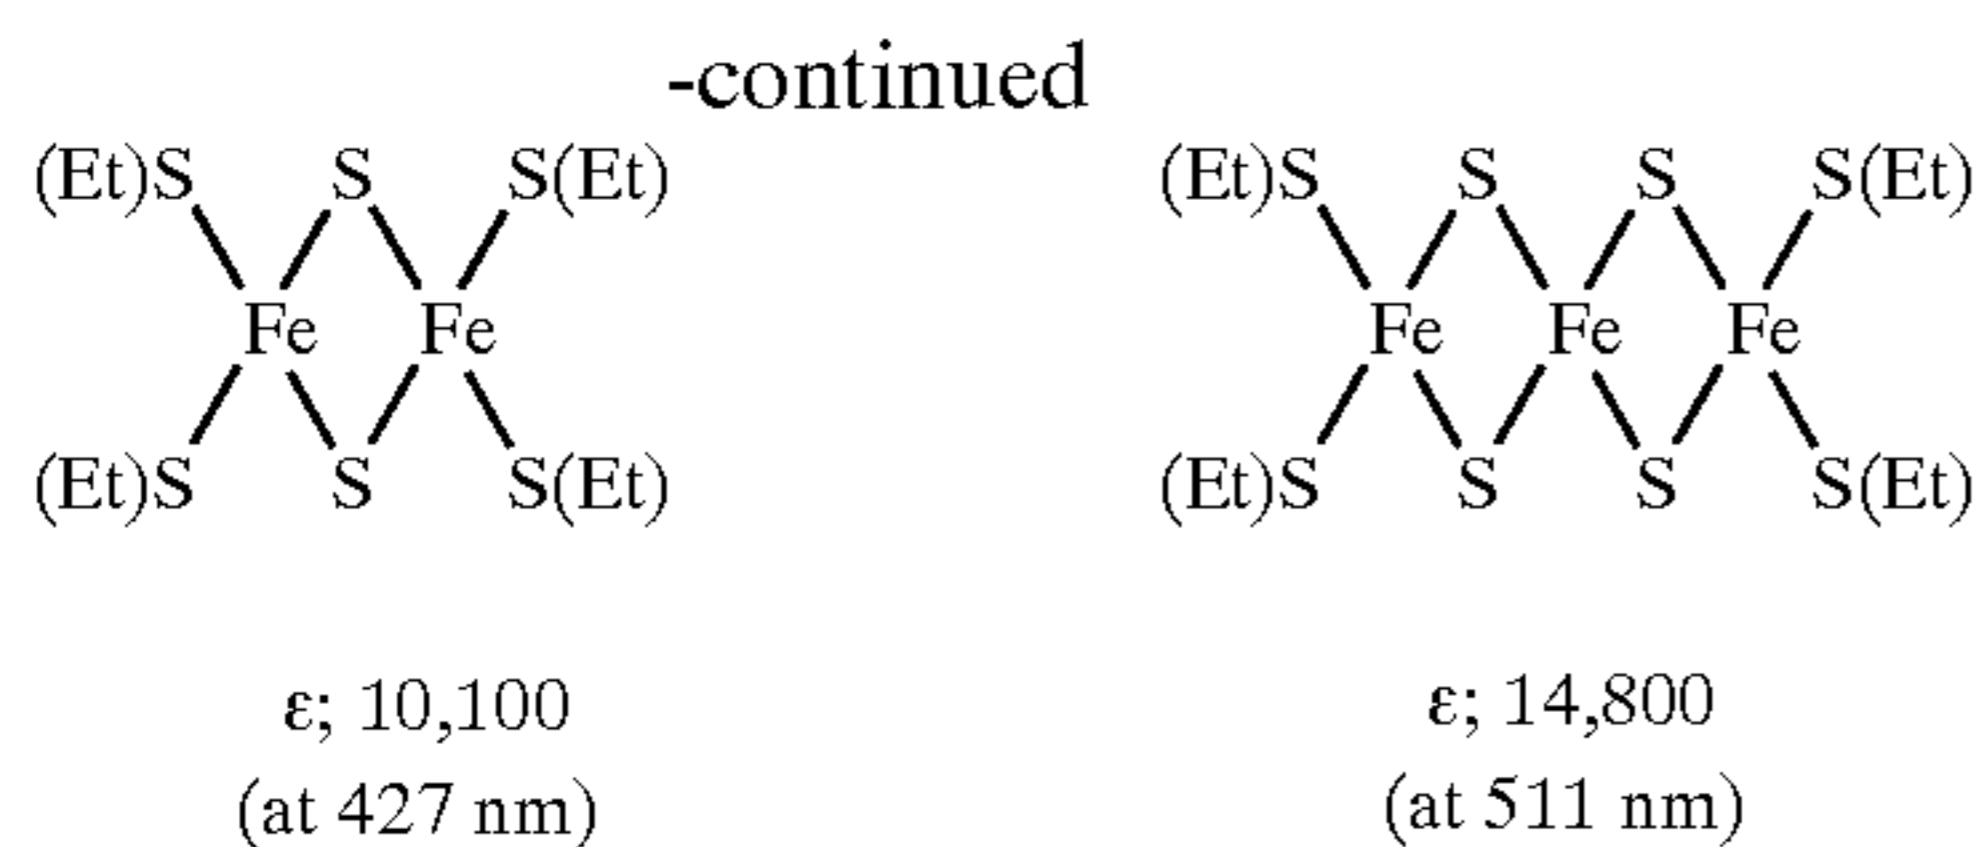 -continued
(Et)S S S(Et) (Et)S S S S(Et)
Fe Fe Fe Fe Fe
(Et)S S S(Et) (Et)S S S S(Et)
ε; 10,100 ε; 14,800
(at 427 nm) (at 511 nm)